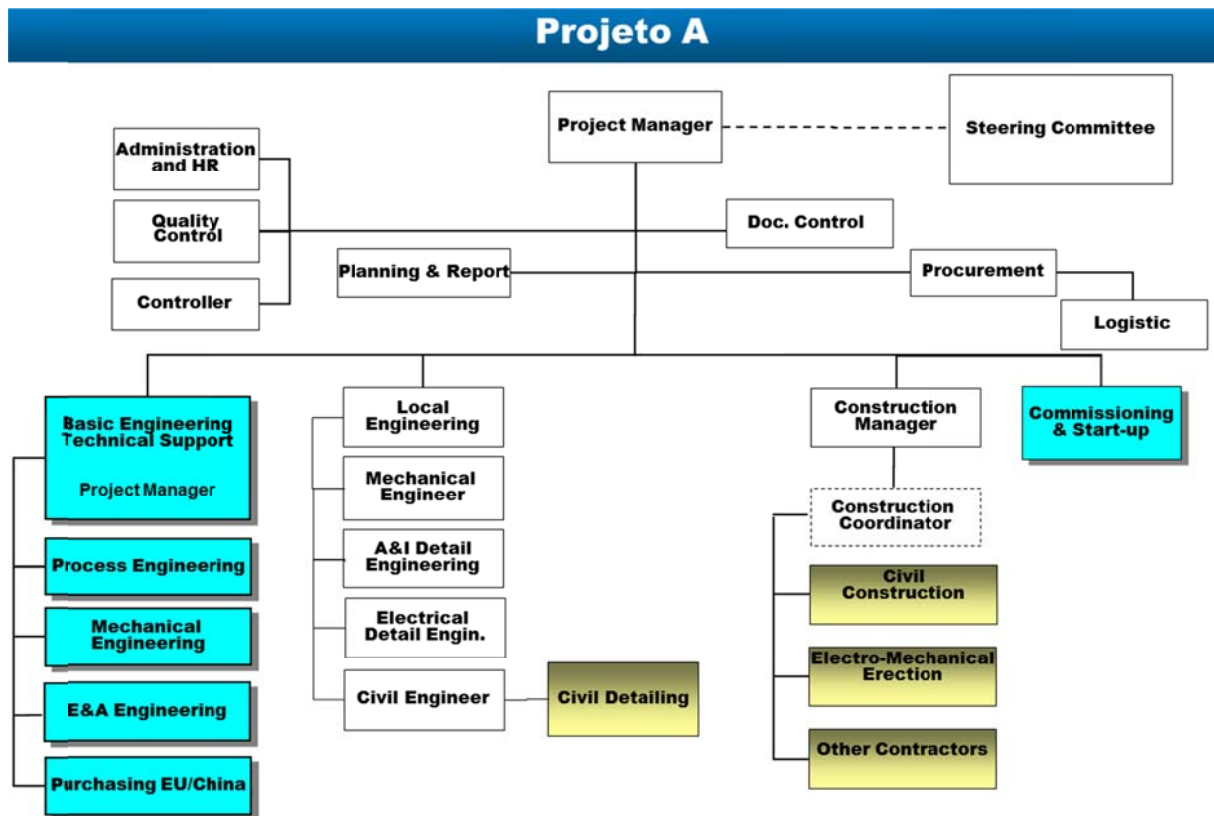 Projeto A
Project Manager
Steering Committee
Administration
and HR
Quality
Control
Doc. Control
Planning & Report
Procurement
Controller
Logistic
Basic Engineering
Technical Support
Project Manager
Process Engineering
Mechanical
Engineering
E&A Engineering
Purchasing EU/China
Local
Engineering
Mechanical
Engineer
A&I Detail
Engineering
Electrical
Detail Engin.
Civil Engineer
Civil Detailing
Construction
Manager
Construction
Coordinator
Civil
Construction
Electro-Mechanical
Erection
Other Contractors
Commissioning
& Start-up